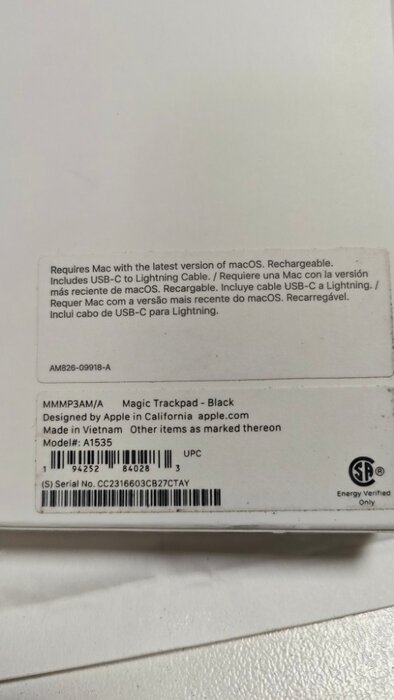 Requires Mac with the latest version of macOS. Rechargeable.
Includes USB-C to Lightning Cable. / Requiere una Mac con la versión
más reciente de macOS. Recargable. Incluye cable USB-C a Lightning. /
Requer Mac com a versão mais recente do macOS. Recarregável.
Inclui cabo de USB-C para Lightning.
AM826-09918-A
MMMP3AM/A Magic Trackpad - Black
Designed by Apple in California apple.com
Made in Vietnam Other items as marked thereon
Model#: A1535
UPC
1 94252 84028 3
(S) Serial No. CC2316603CB27CTAY
SA ®
Energy Verified
Only